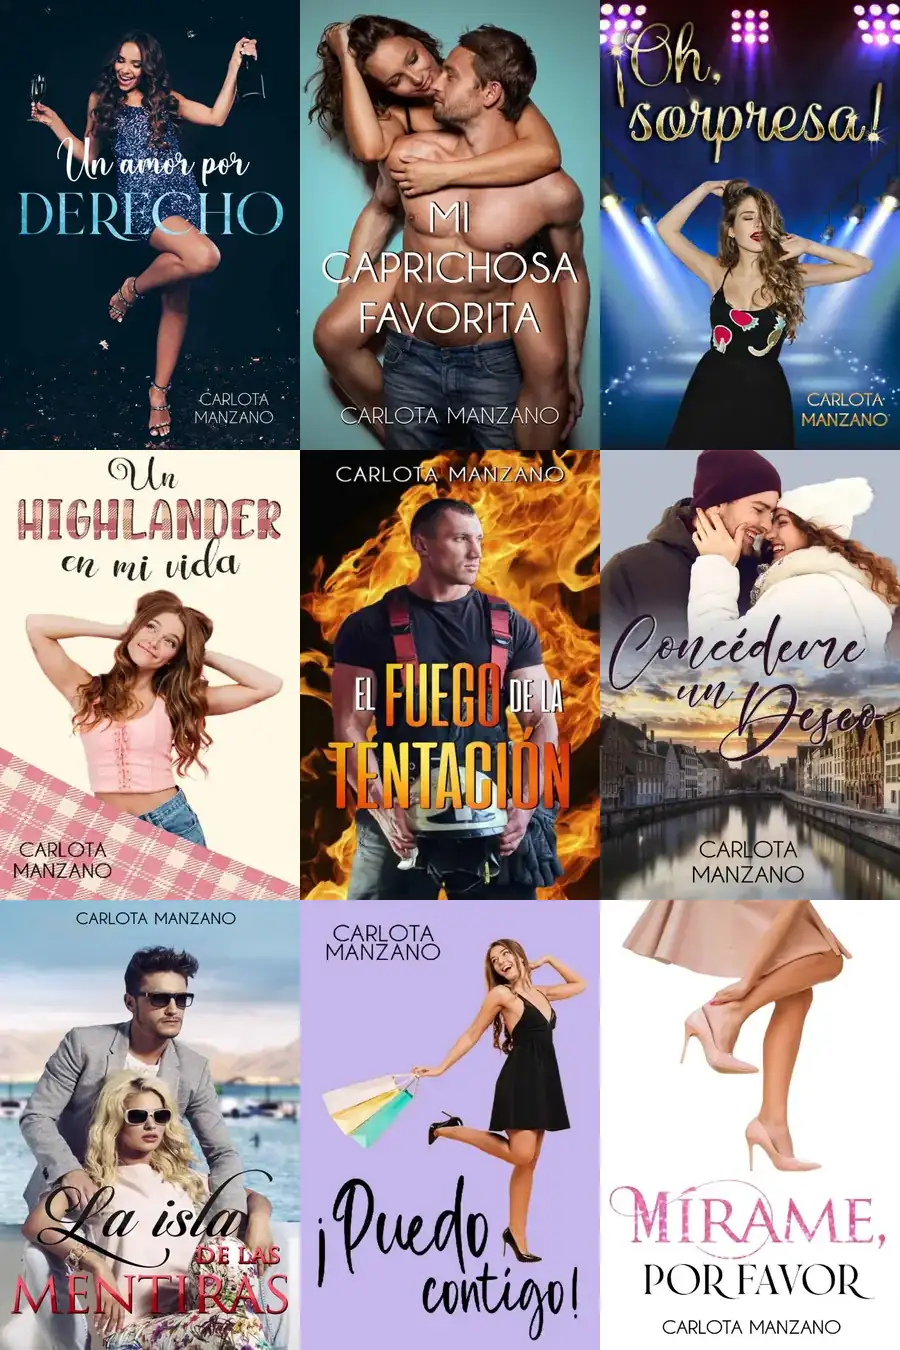 Un amor por
DERECHO
CARLOTA
MANZANO
MI
CAPRICHOSA
FAVORITA
CARLOTA MANZANO
¡Oh,
sorpresa!
CARLOTA
MANZANO
Un
HIGHLANDER
en mi vida
CARLOTA
MANZANO
CARLOTA MANZANO
EL FUEGO DE LA
TENTACIÓN
Concédeme
un Deseo
CARLOTA
MANZANO
CARLOTA MANZANO
La isla
DE LAS
MENTIRAS
CARLOTA
MANZANO
¡Puedo
contigo!
MÍRAME,
POR FAVOR
CARLOTA MANZANO